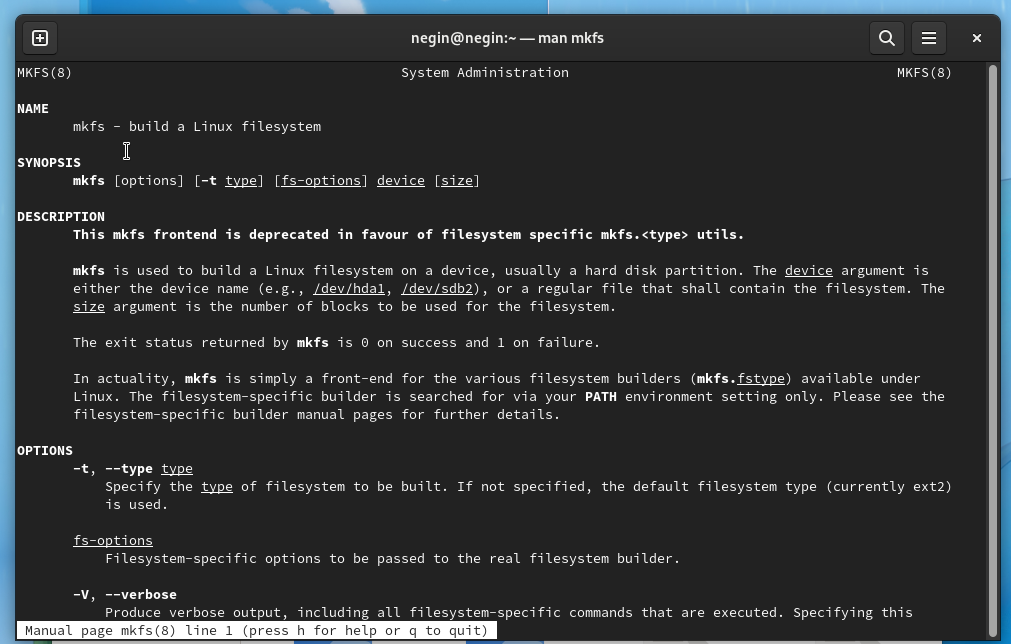 negin@negin:~ — man mkfs
MKFS(8) System Administration MKFS(8)
NAME
mkfs - build a Linux filesystem
SYNOPSIS
mkfs [options] [-t type] [fs-options] device [size]
DESCRIPTION
This mkfs frontend is deprecated in favour of filesystem specific mkfs.<type> utils.
mkfs is used to build a Linux filesystem on a device, usually a hard disk partition. The device argument is
either the device name (e.g., /dev/hda1, /dev/sdb2), or a regular file that shall contain the filesystem. The
size argument is the number of blocks to be used for the filesystem.
The exit status returned by mkfs is 0 on success and 1 on failure.
In actuality, mkfs is simply a front-end for the various filesystem builders (mkfs.fstype) available under
Linux. The filesystem-specific builder is searched for via your PATH environment setting only. Please see the
filesystem-specific builder manual pages for further details.
OPTIONS
-t, --type type
Specify the type of filesystem to be built. If not specified, the default filesystem type (currently ext2)
is used.
fs-options
Filesystem-specific options to be passed to the real filesystem builder.
-V, --verbose
Produce verbose output, including all filesystem-specific commands that are executed. Specifying this
Manual page mkfs(8) line 1 (press h for help or q to quit)